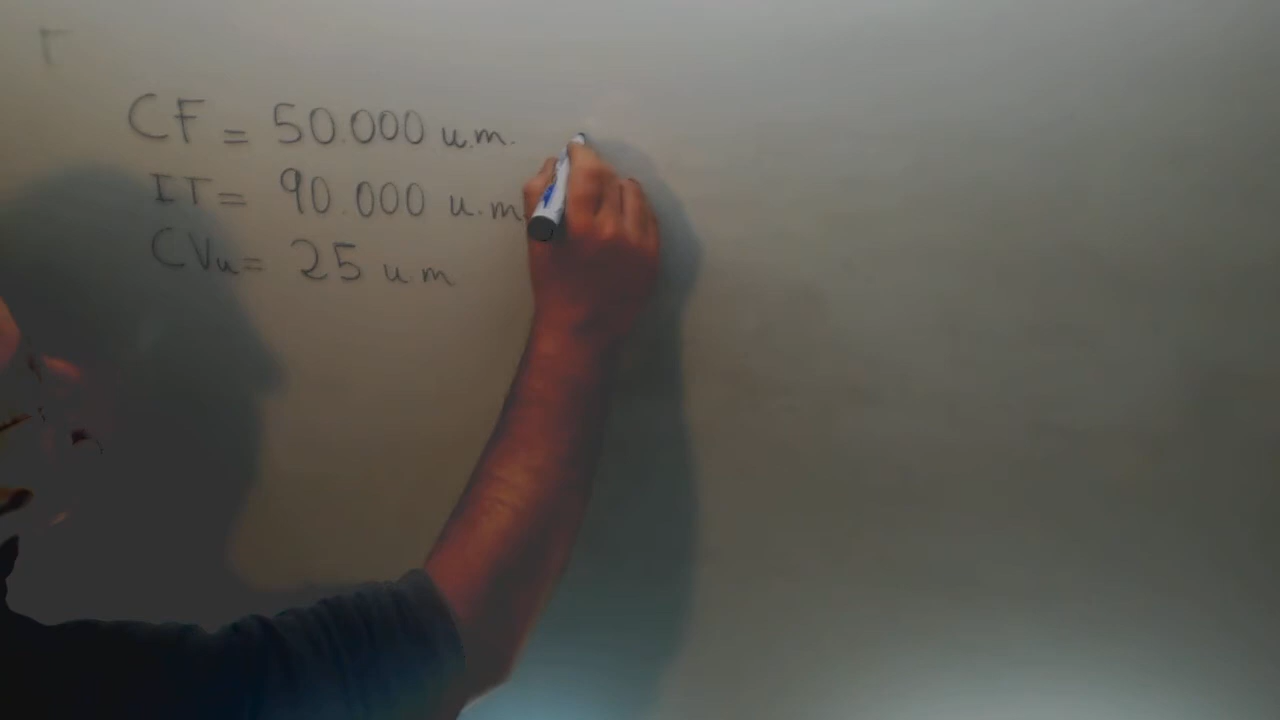 CF = 50.000 u.m.
IT = 90.000 u.m
CVu = 25 u.m